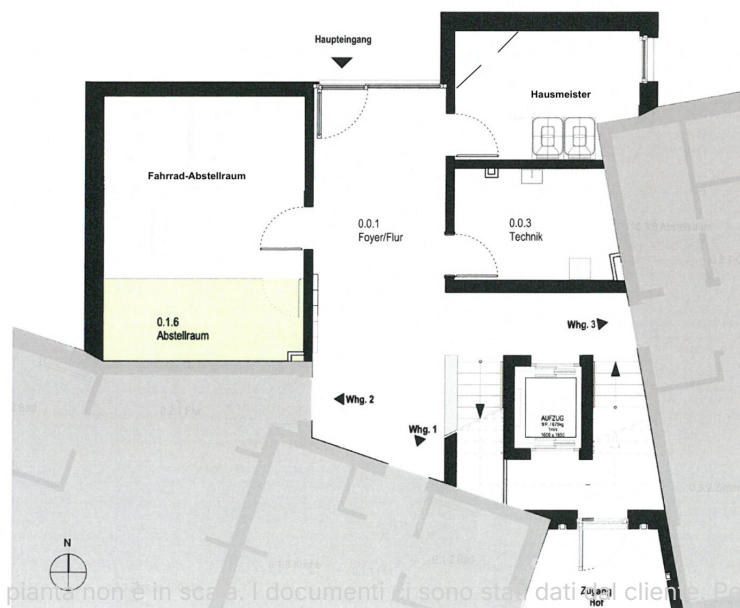 Haupteingang
Hausmeister
Fahrrad-Abstellraum
0.0.1
Foyer/Flur
0.0.3
Technik
0.1.6
Abstellraum
Whg. 3
Whg. 2
Whg. 1
AUFZUG
N
Zugang
Hof
pianta non è in scala. I documenti ci sono stati dati dal cliente. Po